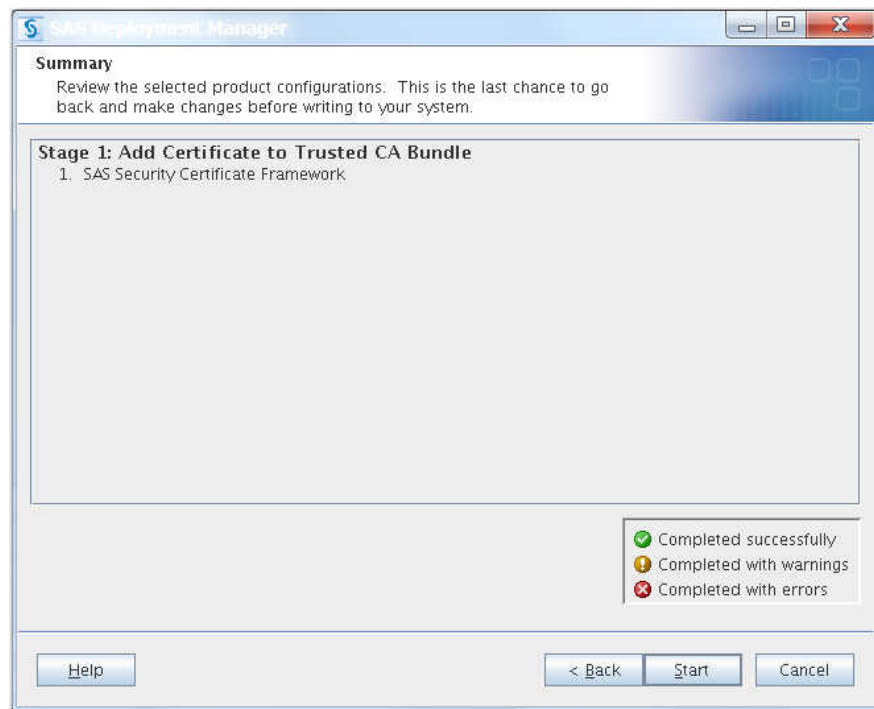 SAS Deployment Manager
Summary
Review the selected product configurations. This is the last chance to go
back and make changes before writing to your system.
Stage 1: Add Certificate to Trusted CA Bundle
1. SAS Security Certificate Framework
Completed successfully
Completed with warnings
Completed with errors
Help
< Back
Start
Cancel